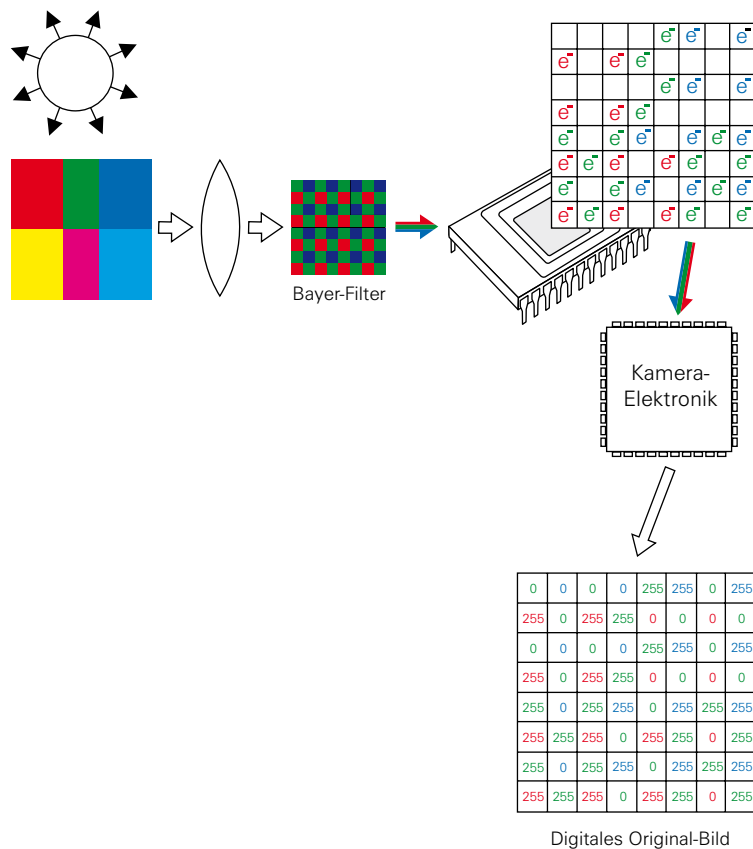 e⁻ e⁻ e⁻
e⁻ e⁻ e⁻
e⁻ e⁻ e⁻
e⁻ e⁻ e⁻
e⁻ e⁻ e⁻ e⁻ e⁻ e⁻
e⁻ e⁻ e⁻ e⁻ e⁻ e⁻
e⁻ e⁻ e⁻ e⁻ e⁻ e⁻
e⁻ e⁻ e⁻ e⁻ e⁻ e⁻
Bayer-Filter
Kamera-
Elektronik
0 0 0 0 255 255 0 255
255 0 255 255 0 0 0 0
0 0 0 0 255 255 0 255
255 0 255 255 0 0 0 0
255 0 255 255 0 255 255 255
255 255 255 0 255 255 0 255
255 0 255 255 0 255 255 255
255 255 255 0 255 255 0 255
Digitales Original-Bild